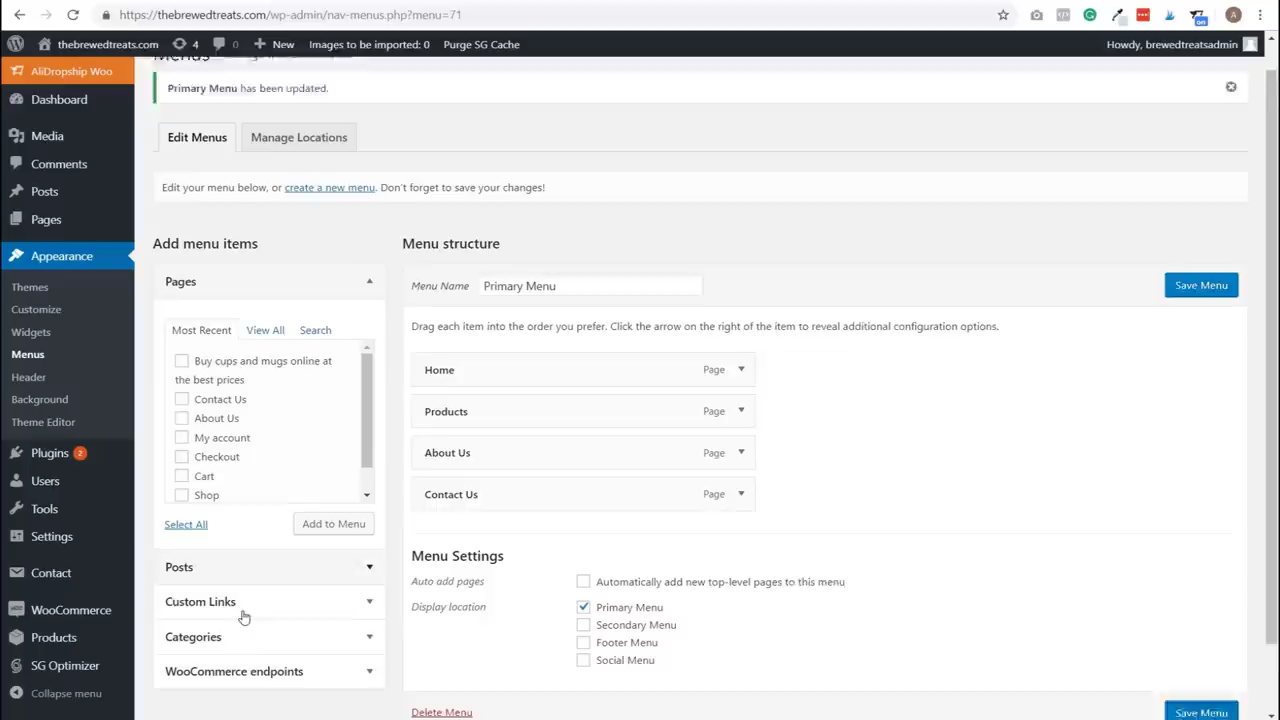 https://thebrewedtreats.com/wp-admin/nav-menus.php?menu=71
A
thebrewedtreats.com 4 0 New Images to be imported: 0 Purge SG Cache Howdy, brewedtreatsadmin
AliDropship Woo
Dashboard
Media
Comments
Posts
Pages
Appearance
Themes
Customize
Widgets
Menus
Header
Background
Theme Editor
Plugins 2
Users
Tools
Settings
Contact
WooCommerce
Products
SG Optimizer
Collapse menu
Menus
Primary Menu has been updated.
Edit Menus Manage Locations
Edit your menu below, or create a new menu. Don't forget to save your changes!
Add menu items
Pages
Most Recent View All Search
Buy cups and mugs online at
the best prices
Contact Us
About Us
My account
Checkout
Cart
Shop
Select All Add to Menu
Posts
Custom Links
Categories
WooCommerce endpoints
Menu structure
Menu Name Primary Menu Save Menu
Drag each item into the order you prefer. Click the arrow on the right of the item to reveal additional configuration options.
Home Page
Products Page
About Us Page
Contact Us Page
Menu Settings
Auto add pages Automatically add new top-level pages to this menu
Display location Primary Menu
Secondary Menu
Footer Menu
Social Menu
Delete Menu Save Menu